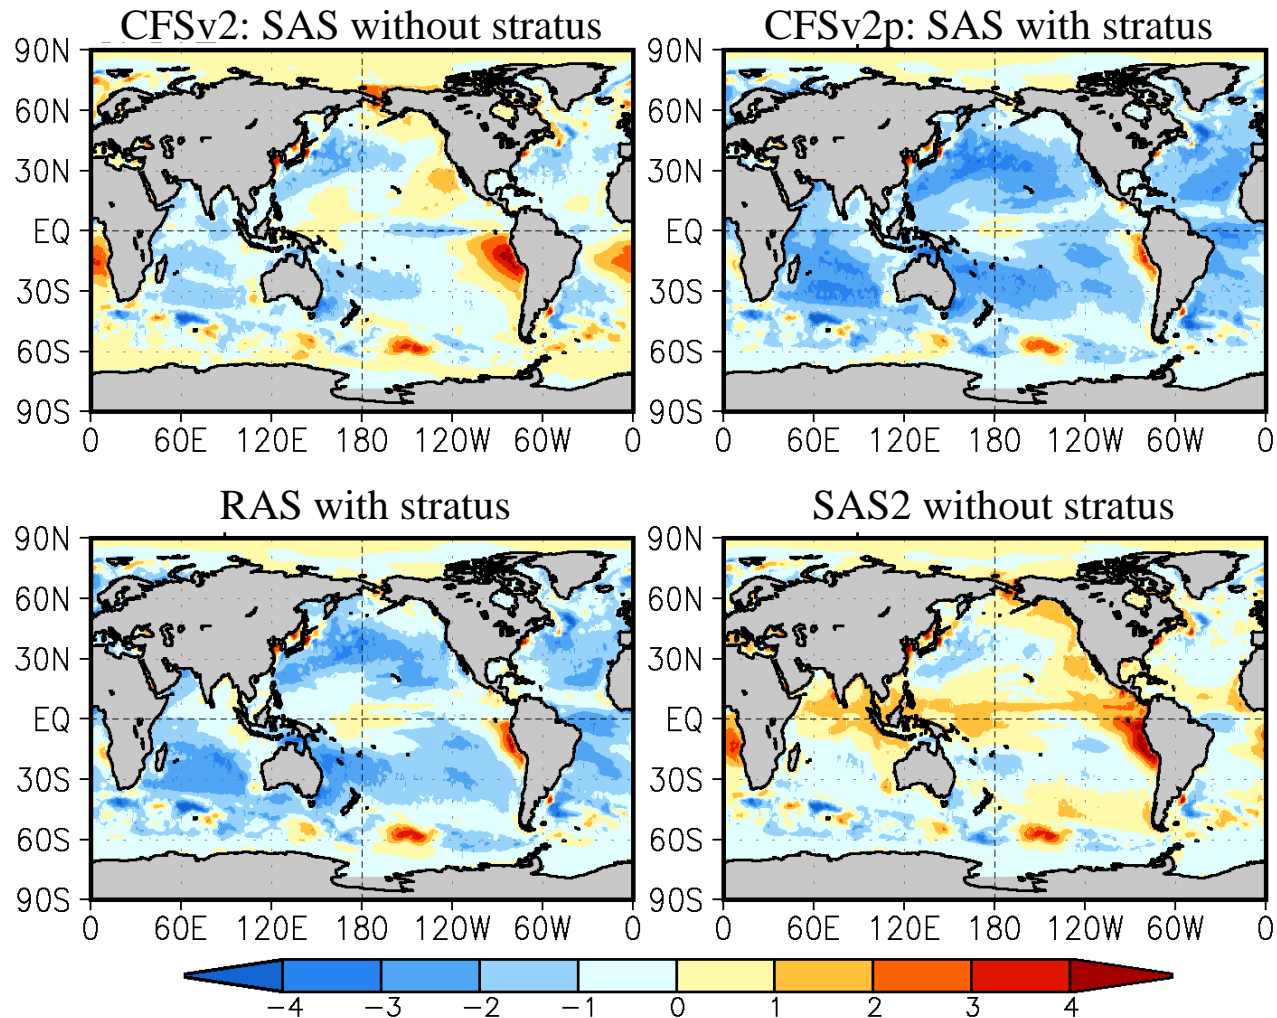 CFSv2: SAS without stratus
CFSv2p: SAS with stratus
90N
60N
30N
EQ
30S
60S
90S
0 60E 120E 180 120W 60W 0
90N
60N
30N
EQ
30S
60S
90S
0 60E 120E 180 120W 60W 0
RAS with stratus
SAS2 without stratus
90N
60N
30N
EQ
30S
60S
90S
0 60E 120E 180 120W 60W 0
90N
60N
30N
EQ
30S
60S
90S
0 60E 120E 180 120W 60W 0
−4 −3 −2 −1 0 1 2 3 4